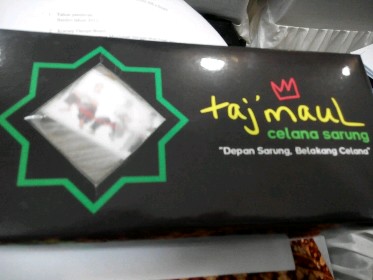 taj'mauL
celana sarung
"Depan Sarung, Belakang Celana"